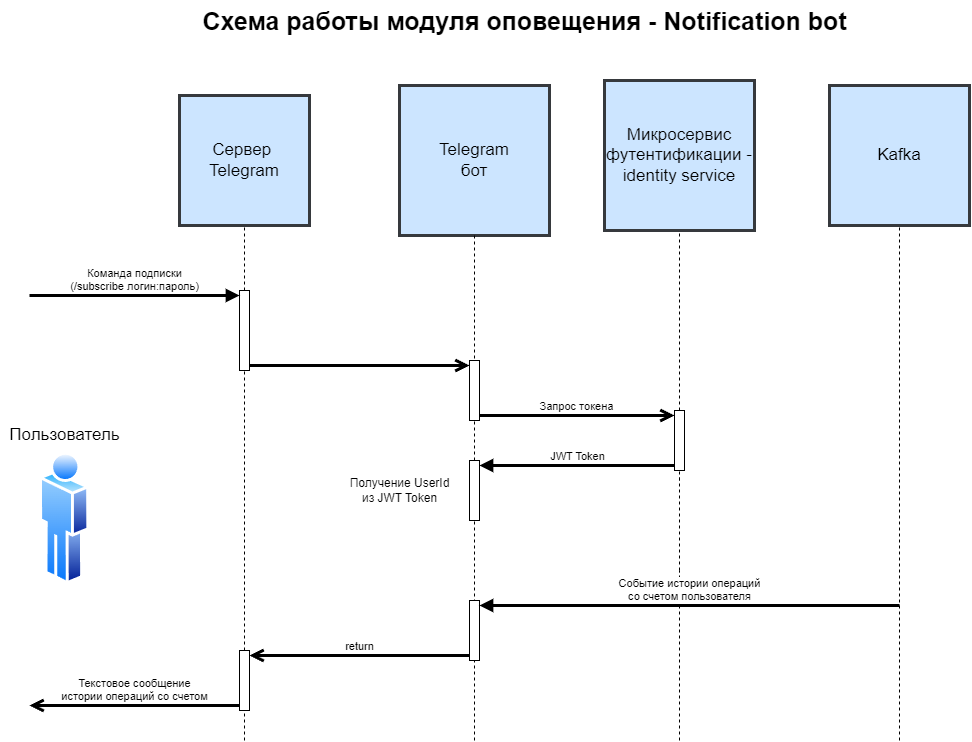 Схема работы модуля оповещения - Notification bot
Сервер
Telegram
Telegram
бот
Микросервис
футентификации -
identity service
Kafka
Команда подписки
(/subscribe логин:пароль)
Запрос токена
Пользователь
JWT Token
Получение UserId
из JWT Token
Событие истории операций
со счетом пользователя
return
Текстовое сообщение
истории операций со счетом